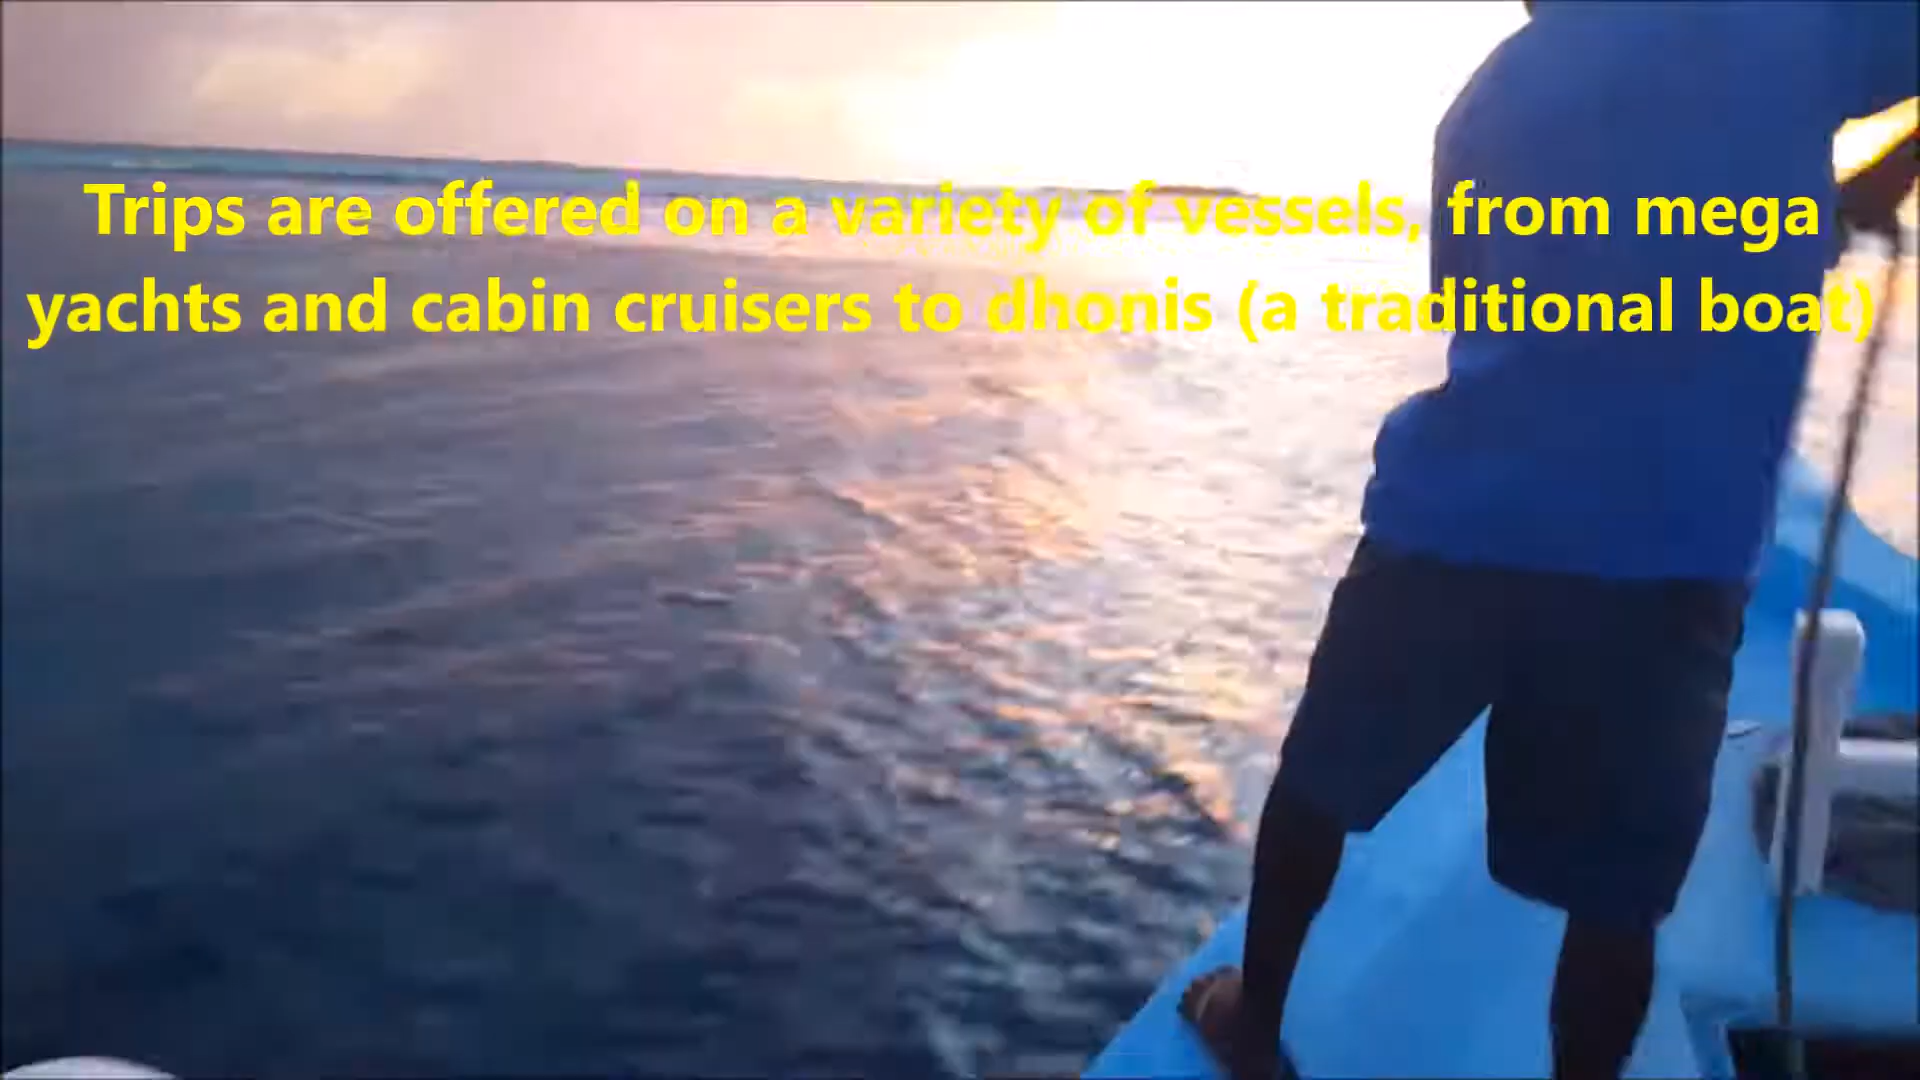 Trips are offered on a variety of vessels, from mega
yachts and cabin cruisers to dhonis (a traditional boat)